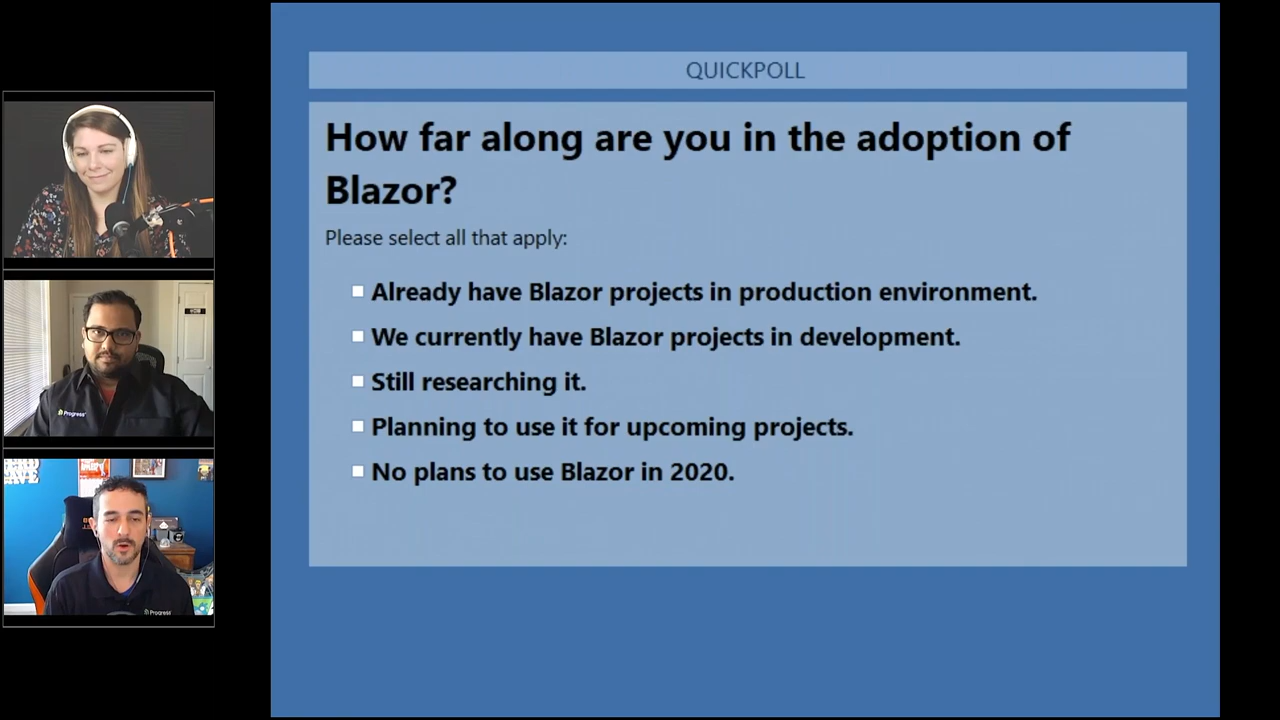 QUICKPOLL
How far along are you in the adoption of
Blazor?
Please select all that apply:
Already have Blazor projects in production environment.
We currently have Blazor projects in development.
Still researching it.
Planning to use it for upcoming projects.
No plans to use Blazor in 2020.
Progress
Progress